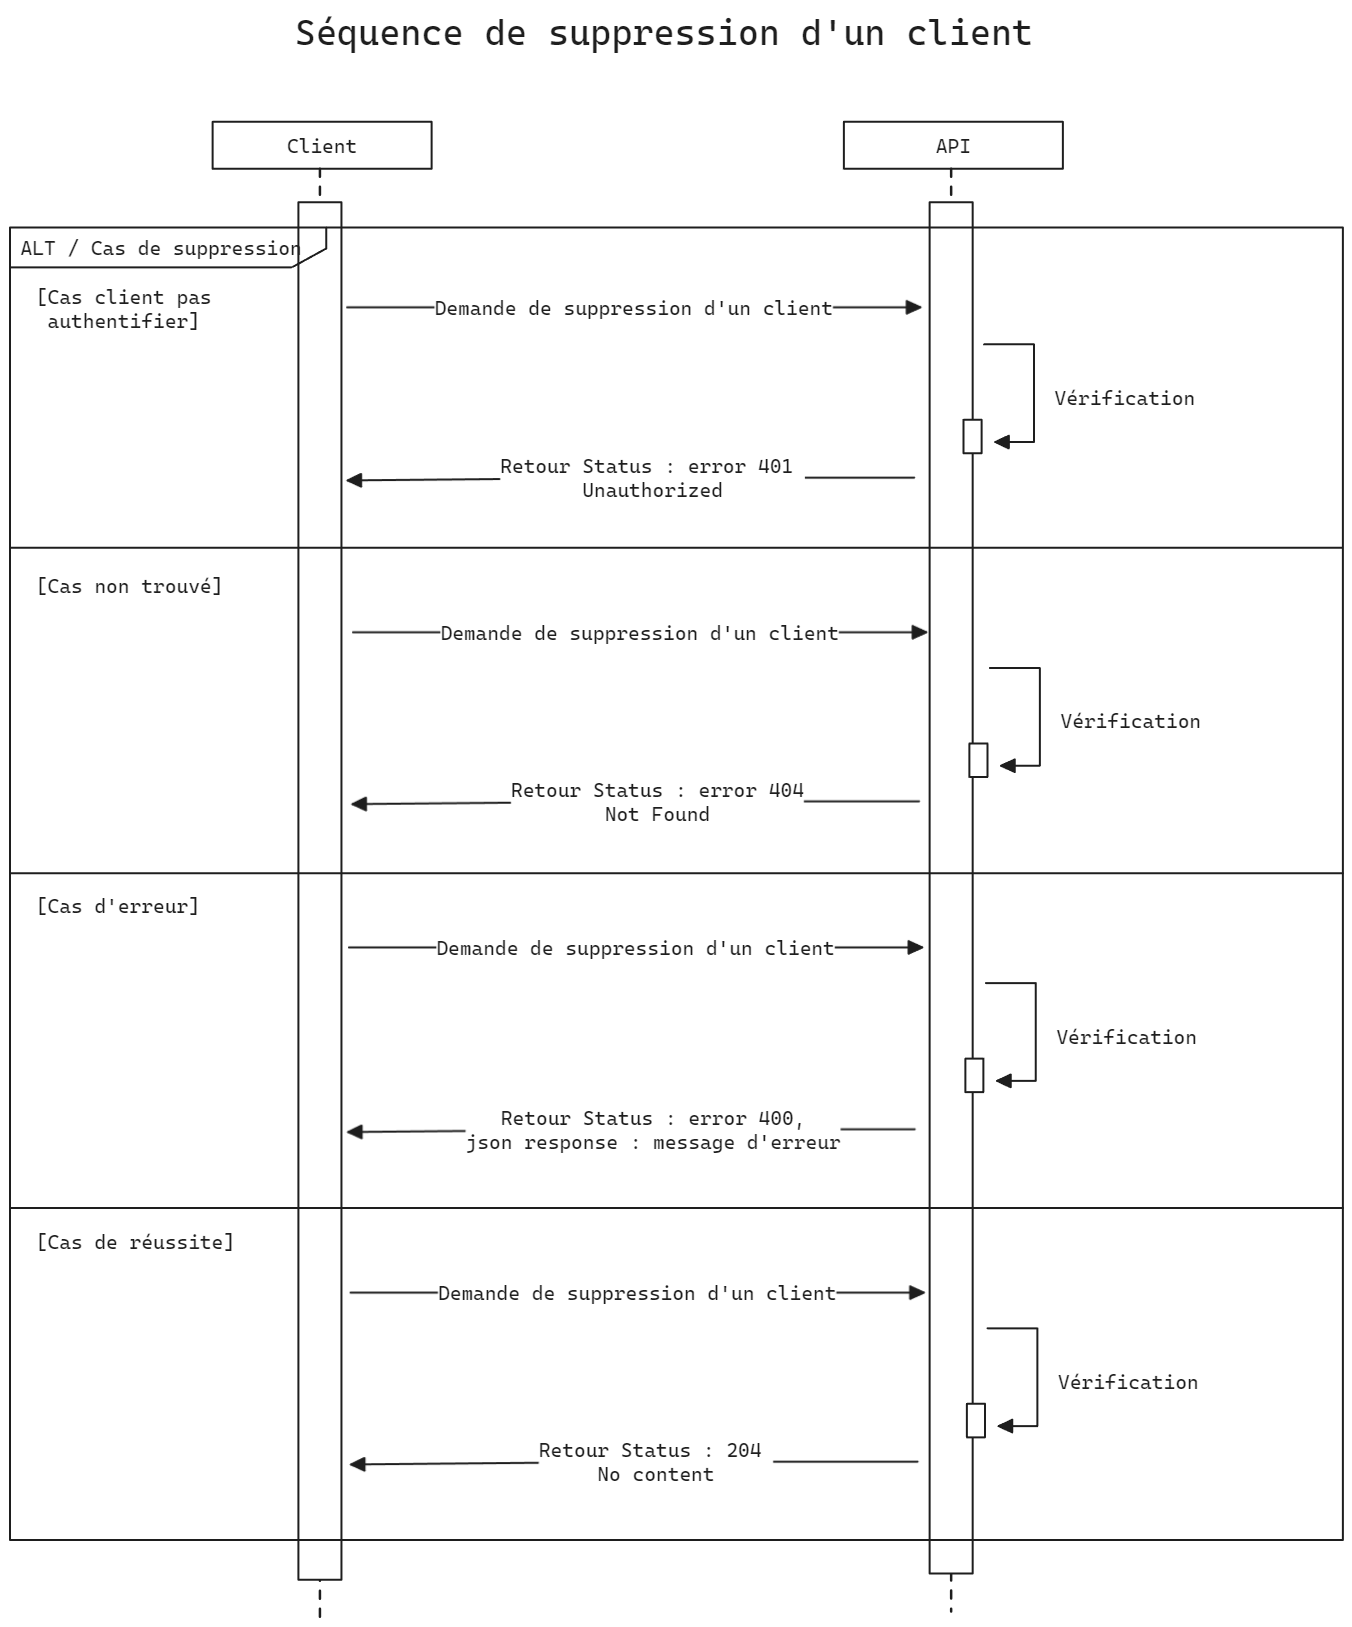 Séquence de suppression d'un client
Client
API
ALT / Cas de suppression
[Cas client pas
authentifier]
Demande de suppression d'un client
Vérification
Retour Status : error 401
Unauthorized
[Cas non trouvé]
Demande de suppression d'un client
Vérification
Retour Status : error 404
Not Found
[Cas d'erreur]
Demande de suppression d'un client
Vérification
Retour Status : error 400,
json response : message d'erreur
[Cas de réussite]
Demande de suppression d'un client
Vérification
Retour Status : 204
No content